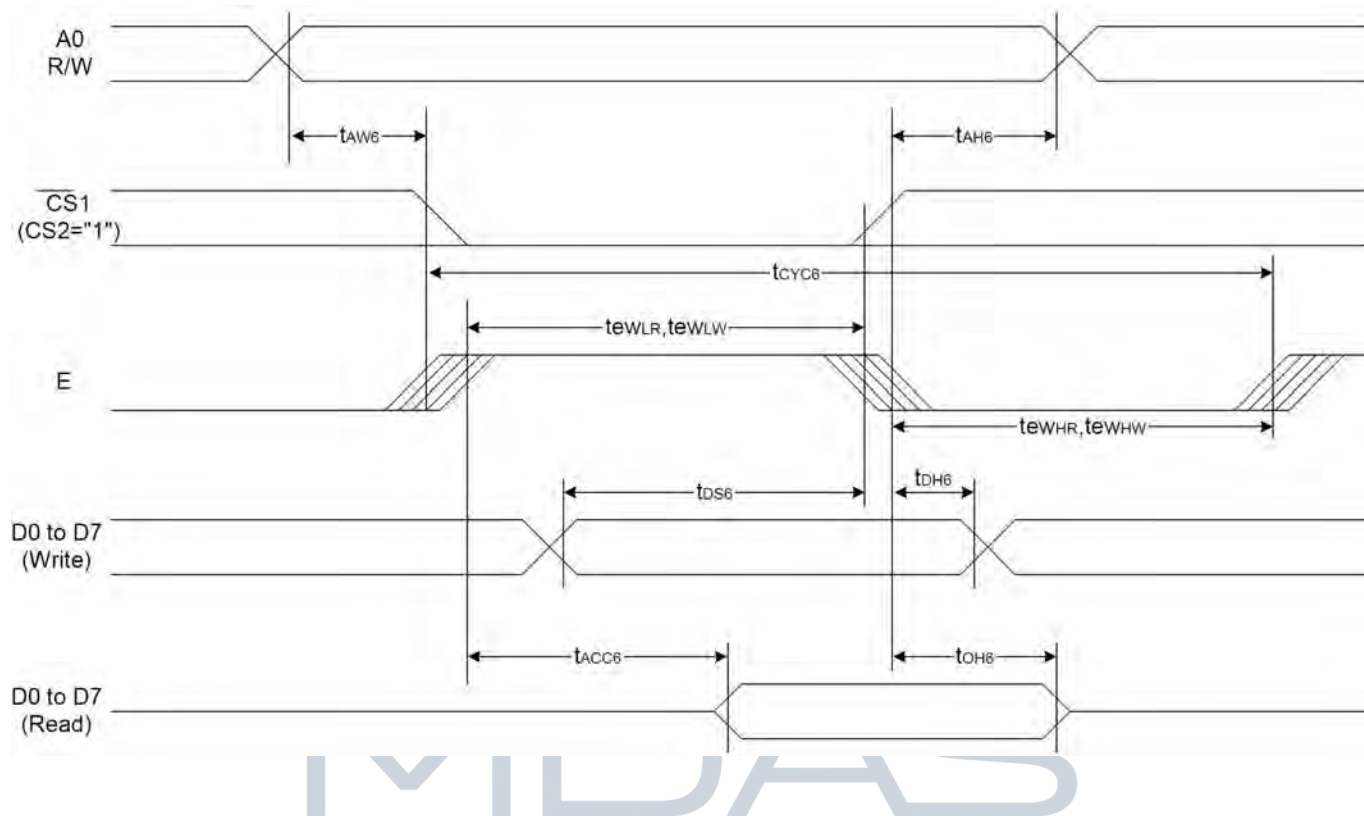 A0
R/W
tAW6
tAH6
CS1
(CS2="1")
tCYC6
tewLR,tewLW
E
tewHR,tewHW
tDS6
tDH6
D0 to D7
(Write)
tACC6
tOH6
D0 to D7
(Read)
MDAS